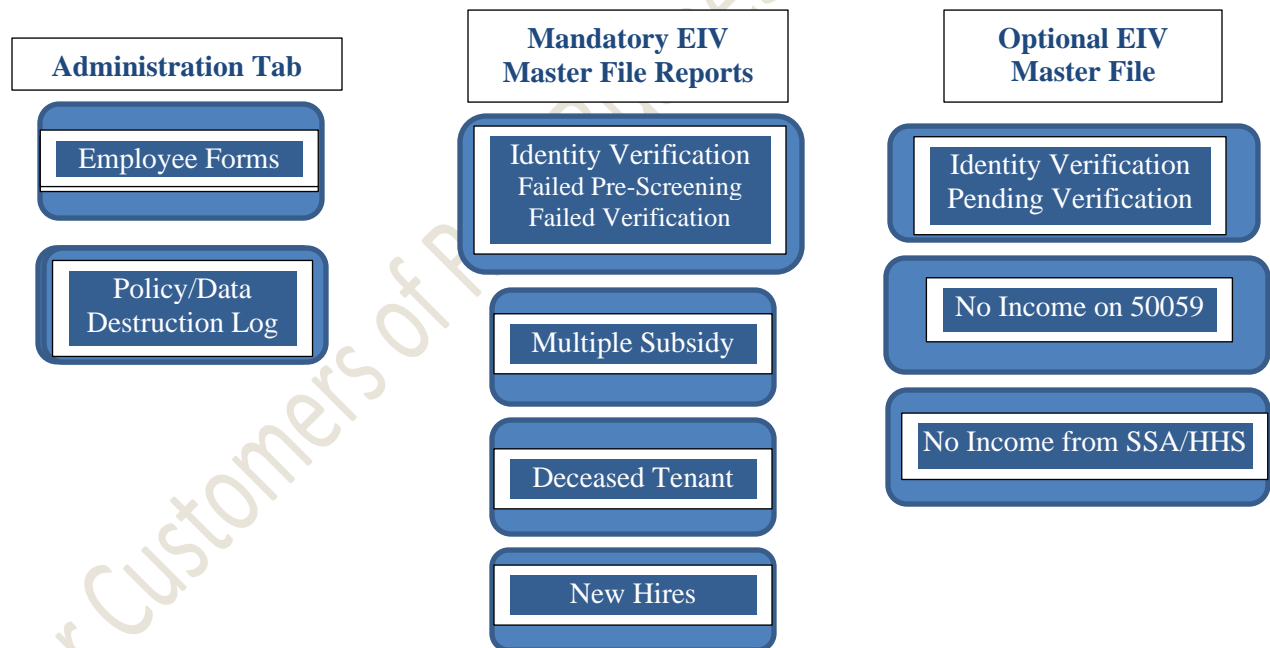 Administration Tab
Employee Forms
Policy/Data
Destruction Log
Mandatory EIV
Master File Reports
Identity Verification
Failed Pre-Screening
Failed Verification
Multiple Subsidy
Deceased Tenant
New Hires
Optional EIV
Master File
Identity Verification
Pending Verification
No Income on 50059
No Income from SSA/HHS
Customers of